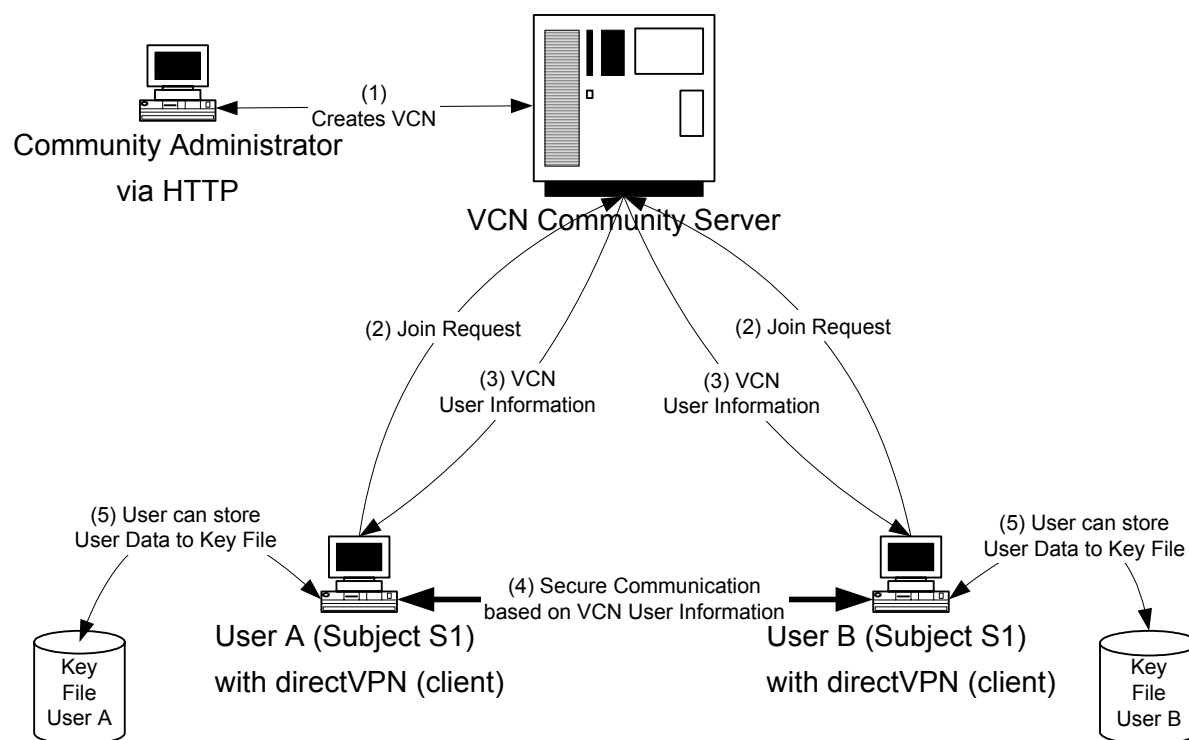 (1)
Creates VCN
Community Administrator
via HTTP
VCN Community Server
(2) Join Request
(2) Join Request
(3) VCN
User Information
(3) VCN
User Information
(5) User can store
User Data to Key File
(5) User can store
User Data to Key File
(4) Secure Communication
based on VCN User Information
User A (Subject S1)
with directVPN (client)
User B (Subject S1)
with directVPN (client)
Key
File
User A
Key
File
User B